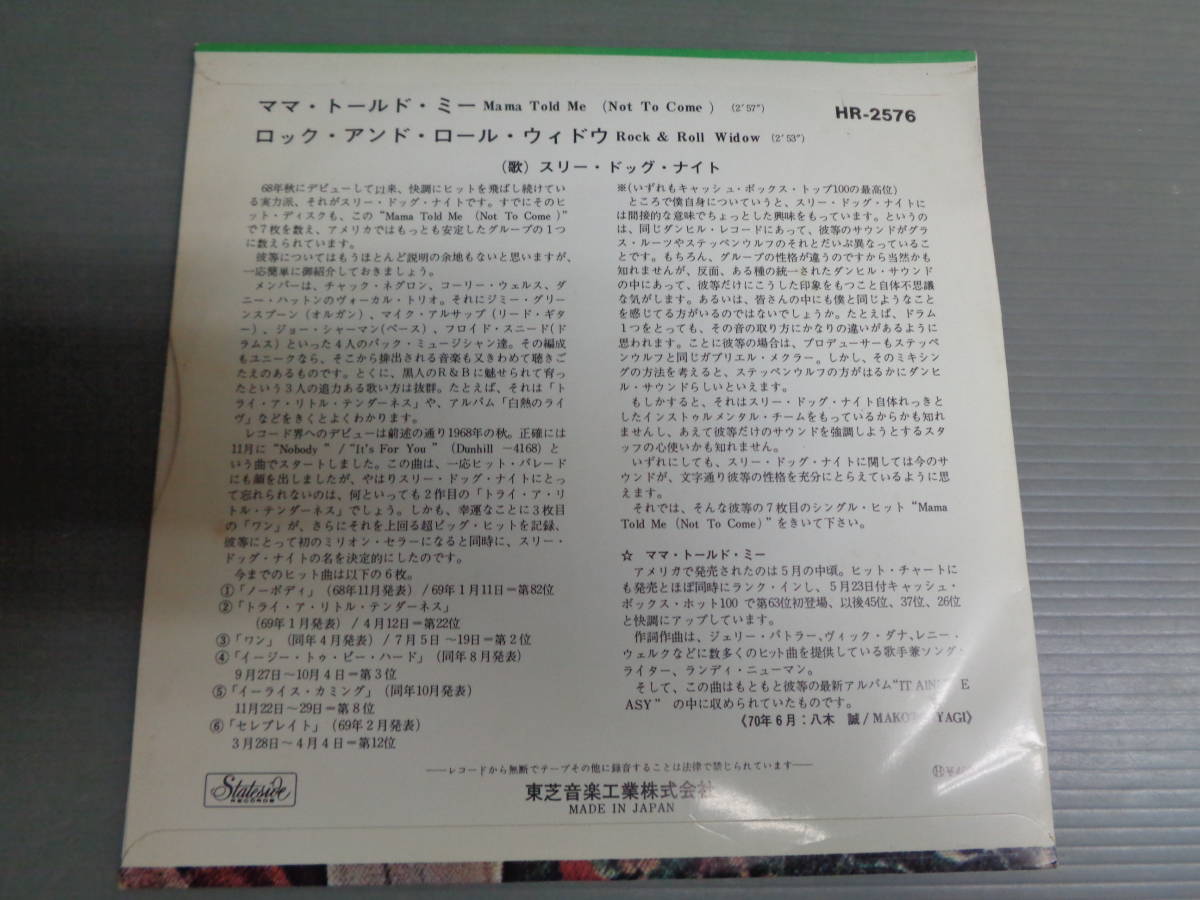 ママ・トールド・ミー Mama Told Me (Not To Come) (2'57")
HR-2576
ロック・アンド・ロール・ウィドウ Rock & Roll Widow (2'53")
(歌) スリー・ドッグ・ナイト
68年秋にデビューして以来、快調にヒットを飛ばし続けてい
る実力派、それがスリー・ドッグ・ナイトです。すでにそのヒ
ット・ディスクも、この "Mama Told Me (Not To Come)"
で7枚を数え、アメリカではもっとも安定したグループの1つ
に数えられています。
彼等についてはもうほとんど説明の余地もないと思いますが、
一応簡単に御紹介しておきましょう。
メンバーは、チャック・ネグロン、コーリー・ウェルス、ダ
ニー・ハットンのヴォーカル・トリオ。それにジミー・グリー
ンスプーン (オルガン)、マイク・アルサップ (リード・ギタ
ー)、ジョー・シャーマン(ベース)、フロイド・スニード(ド
ラムス) といった4人のバック・ミュージシャン達。その編成
もユニークなら、そこから排出される音楽も又きわめて聴きご
たえのあるものです。とくに、黒人のR&Bに魅せられて育っ
たという3人の迫力ある歌い方は抜群。たとえば、それは「ト
ライ・ア・リトル・テンダーネス」や、アルバム「白熱のライ
ヴ」などをきくとよくわかります。
レコード界へのデビューは前述の通り1968年の秋。正確には
11月に "Nobody" / "It's For You" (Dunhill −4168) と
いう曲でスタートしました。この曲は、一応ヒット・パレード
にも顔を出しましたが、やはりスリー・ドッグ・ナイトにとっ
て忘れられないのは、何といっても2作目の「トライ・ア・リ
トル・テンダーネス」でしょう。しかも、幸運なことに3枚目
の「ワン」が、さらにそれを上回る超ビッグ・ヒットを記録、
彼等にとって初のミリオン・セラーになると同時に、スリー・
ドッグ・ナイトの名を決定的にしたのです。
今までのヒット曲は以下の6枚。
①「ノーボディ」(68年11月発表) / 69年1月11日=第82位
②「トライ・ア・リトル・テンダーネス」
(69年1月発表) / 4月12日=第22位
③「ワン」(同年4月発表) / 7月5日〜19日=第2位
④「イージー・トゥ・ビー・ハード」(同年8月発表)
9月27日〜10月4日=第3位
⑤「イーライス・カミング」(同年10月発表)
11月22日〜29日=第8位
⑥「セレブレイト」(69年2月発表)
3月28日〜4月4日=第12位
※(いずれもキャッシュ・ボックス・トップ100の最高位)
ところで僕自身についていうと、スリー・ドッグ・ナイトに
は間接的な意味でちょっとした興味をもっています。というの
は、同じダンヒル・レコードにあって、彼等のサウンドがグラ
ス・ルーツやステッペンウルフのそれとだいぶ異なっているこ
とです。もちろん、グループの性格が違うのですから当然かも
知れませんが、反面、ある種の統一されたダンヒル・サウンド
の中にあって、彼等だけにこうした印象をもつこと自体不思議
な気がします。あるいは、皆さんの中にも僕と同じようなこと
を感じてる方がいるのではないでしょうか。たとえば、ドラム
1つをとっても、その音の取り方にかなりの違いがあるように
思われます。ことに彼等の場合は、プロデューサーもステッペ
ンウルフと同じガブリエル・メクラー。しかし、そのミキシン
グの方法を考えると、ステッペンウルフの方がはるかにダンヒ
ル・サウンドらしいといえます。
もしかすると、それはスリー・ドッグ・ナイト自体れっきと
したインストゥルメンタル・チームをもっているからかも知れ
ませんし、あえて彼等だけのサウンドを強調しようとするスタ
ッフの心使いかも知れません。
いずれにしても、スリー・ドッグ・ナイトに関しては今のサ
ウンドが、文字通り彼等の性格を充分にとらえているように思
えます。
それでは、そんな彼等の7枚目のシングル・ヒット "Mama
Told Me (Not To Come)" をきいて下さい。
☆ ママ・トールド・ミー
アメリカで発売されたのは5月の中頃。ヒット・チャートに
も発売とほぼ同時にランク・インし、5月23日付キャッシュ・
ボックス・ホット100 で第63位初登場、以後45位、37位、26位
と快調にアップしています。
作詞作曲は、ジェリー・バトラー、ヴィック・ダナ、レニー・
ウェルクなどに数多くのヒット曲を提供している歌手兼ソング・
ライター、ランディ・ニューマン。
そして、この曲はもともと彼等の最新アルバム "IT AIN' E
ASY" の中に収められていたものです。
《70年6月:八木 誠/MAKO YAGI》
——レコードから無断でテープその他に録音することは法律で禁じられています——
Stateside
RECORDS
東芝音楽工業株式会社
MADE IN JAPAN